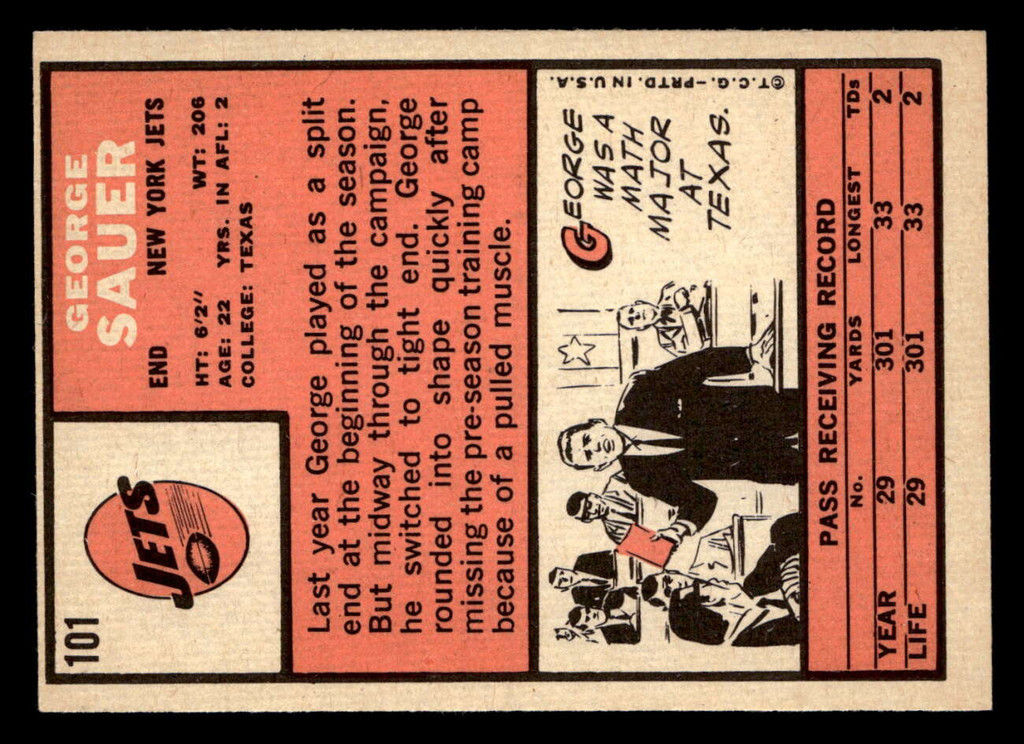 101
JETS
GEORGE
SAUER
END NEW YORK JETS
HT: 6'2" WT: 206
AGE: 22 YRS. IN AFL: 2
COLLEGE: TEXAS
Last year George played as a split
end at the beginning of the season.
But midway through the campaign,
he switched to tight end. George
rounded into shape quickly after
missing the pre-season training camp
because of a pulled muscle.
GEORGE
WAS A
MATH
MAJOR
AT
TEXAS.
© T.C.G.—PRTD. IN U.S.A.
PASS RECEIVING RECORD
No. YARDS LONGEST TDs
YEAR 29 301 33 2
LIFE 29 301 33 2